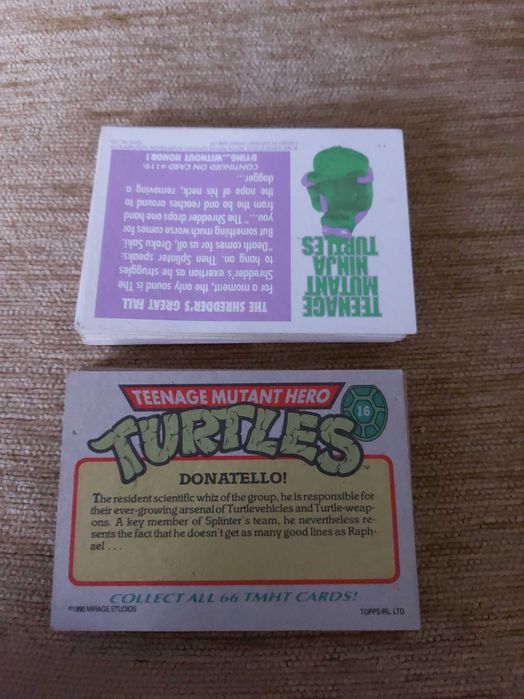 TEENAGE
MUTANT
NINJA
TURTLES
THE SHREDDER'S GREAT FALL
For a moment, the only sound is The
Shredder's exertion as he struggles
to hang on. Then Splinter speaks:
"Death comes for us all, Oroku Saki.
But something much worse comes for
you..." The Shredder drops one hand
from the bo and reaches around to
the nape of his neck, removing a
dagger...
CONTINUED ON CARD #119:
DYING...WITHOUT HONOR!
TEENAGE MUTANT HERO
TURTLES™
16
DONATELLO!
The resident scientific whiz of the group, he is responsible for
their ever-growing arsenal of Turtlevehicles and Turtle-weap-
ons. A key member of Splinter's team, he nevertheless re-
sents the fact that he doesn't get as many good lines as Raph-
ael . . .
COLLECT ALL 66 TMHT CARDS!
©1990 MIRAGE STUDIOS
TOPPS IRL. LTD.